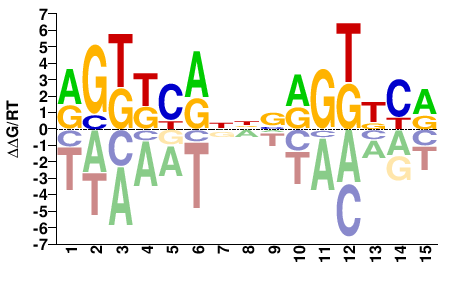 7
6
5
4
3
2
1
0
-1
-2
-3
-4
-5
-6
-7
ΔΔG/RT
A G T T C A T T G A G T T C A
G C G G T G G G T G C
C A C C G C G A T C C A C A C
T T A A A T T A C A G T
1 2 3 4 5 6 7 8 9 10 11 12 13 14 15